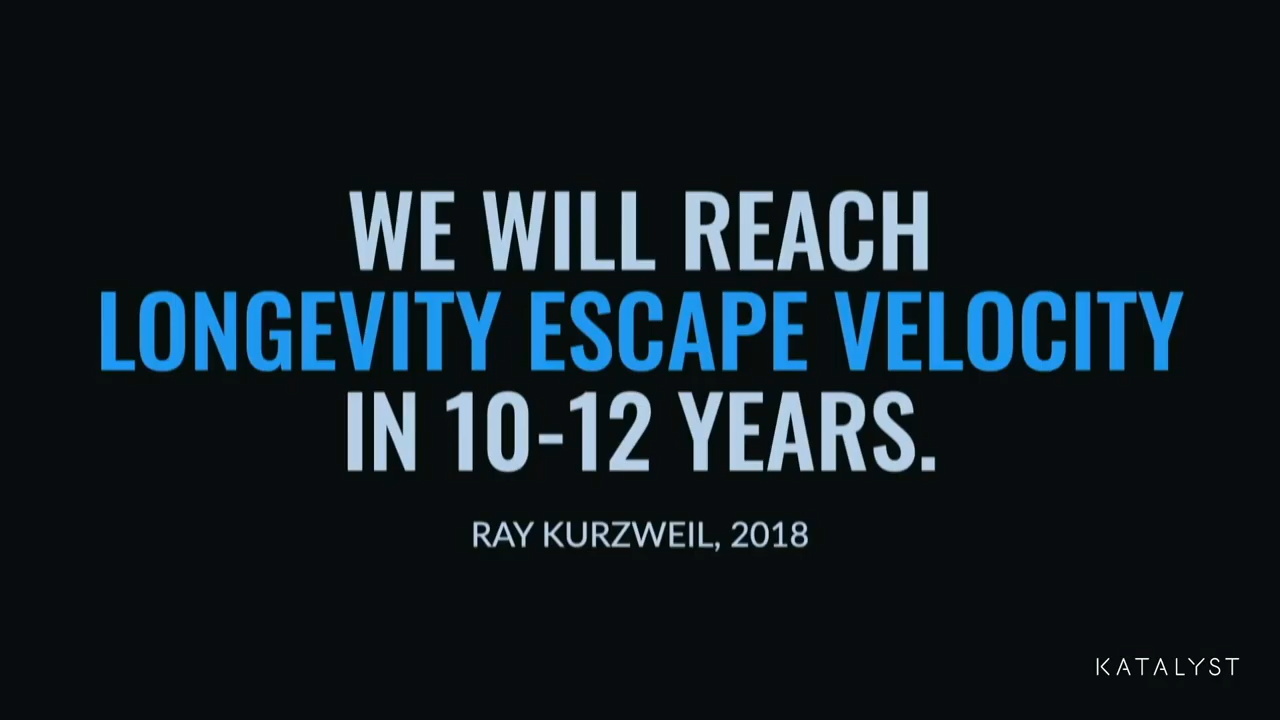 WE WILL REACH
LONGEVITY ESCAPE VELOCITY
IN 10-12 YEARS.
RAY KURZWEIL, 2018
KATALYST